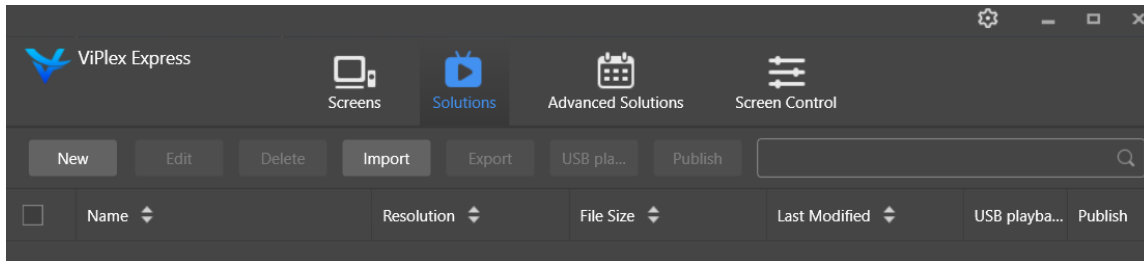 ViPlex Express
Screens
Solutions
Advanced Solutions
Screen Control
New Edit Delete Import Export USB pla... Publish
Name Resolution File Size Last Modified USB playba... Publish